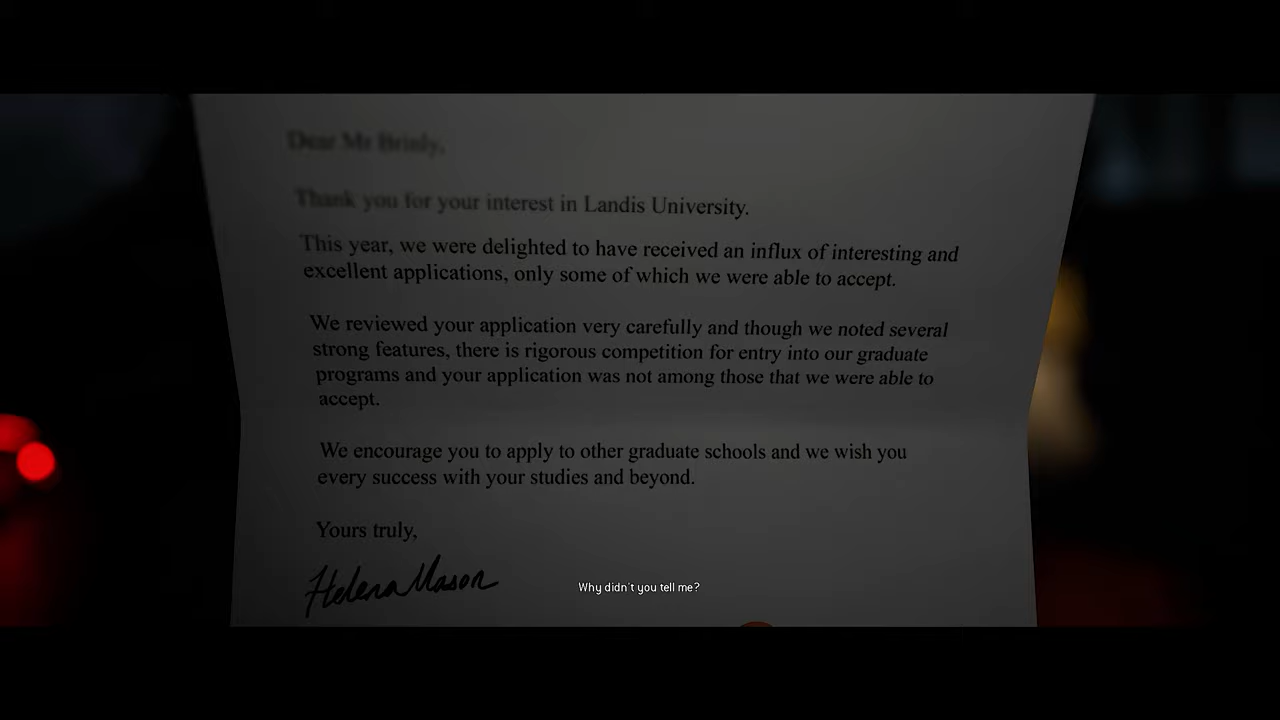 Dear Mr Brinly,
Thank you for your interest in Landis University.
This year, we were delighted to have received an influx of interesting and
excellent applications, only some of which we were able to accept.
We reviewed your application very carefully and though we noted several
strong features, there is rigorous competition for entry into our graduate
programs and your application was not among those that we were able to
accept.
We encourage you to apply to other graduate schools and we wish you
every success with your studies and beyond.
Yours truly,
Helena Mason
Why didn't you tell me?